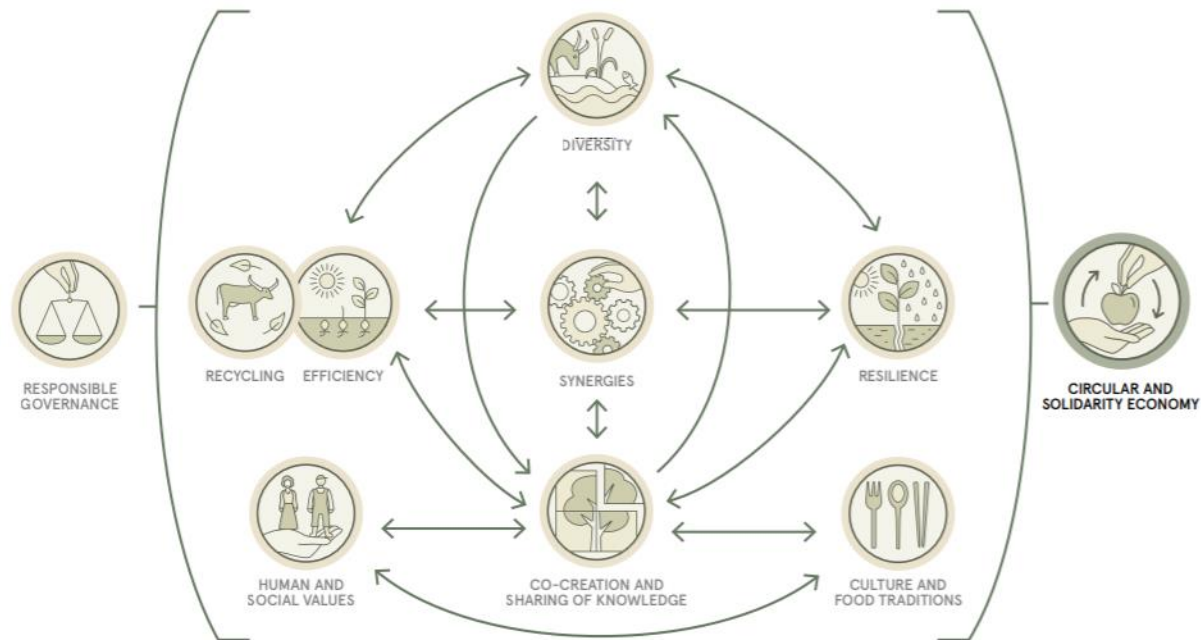 DIVERSITY
RESPONSIBLE
GOVERNANCE
RECYCLING
EFFICIENCY
SYNERGIES
RESILIENCE
CIRCULAR AND
SOLIDARITY ECONOMY
HUMAN AND
SOCIAL VALUES
CO-CREATION AND
SHARING OF KNOWLEDGE
CULTURE AND
FOOD TRADITIONS